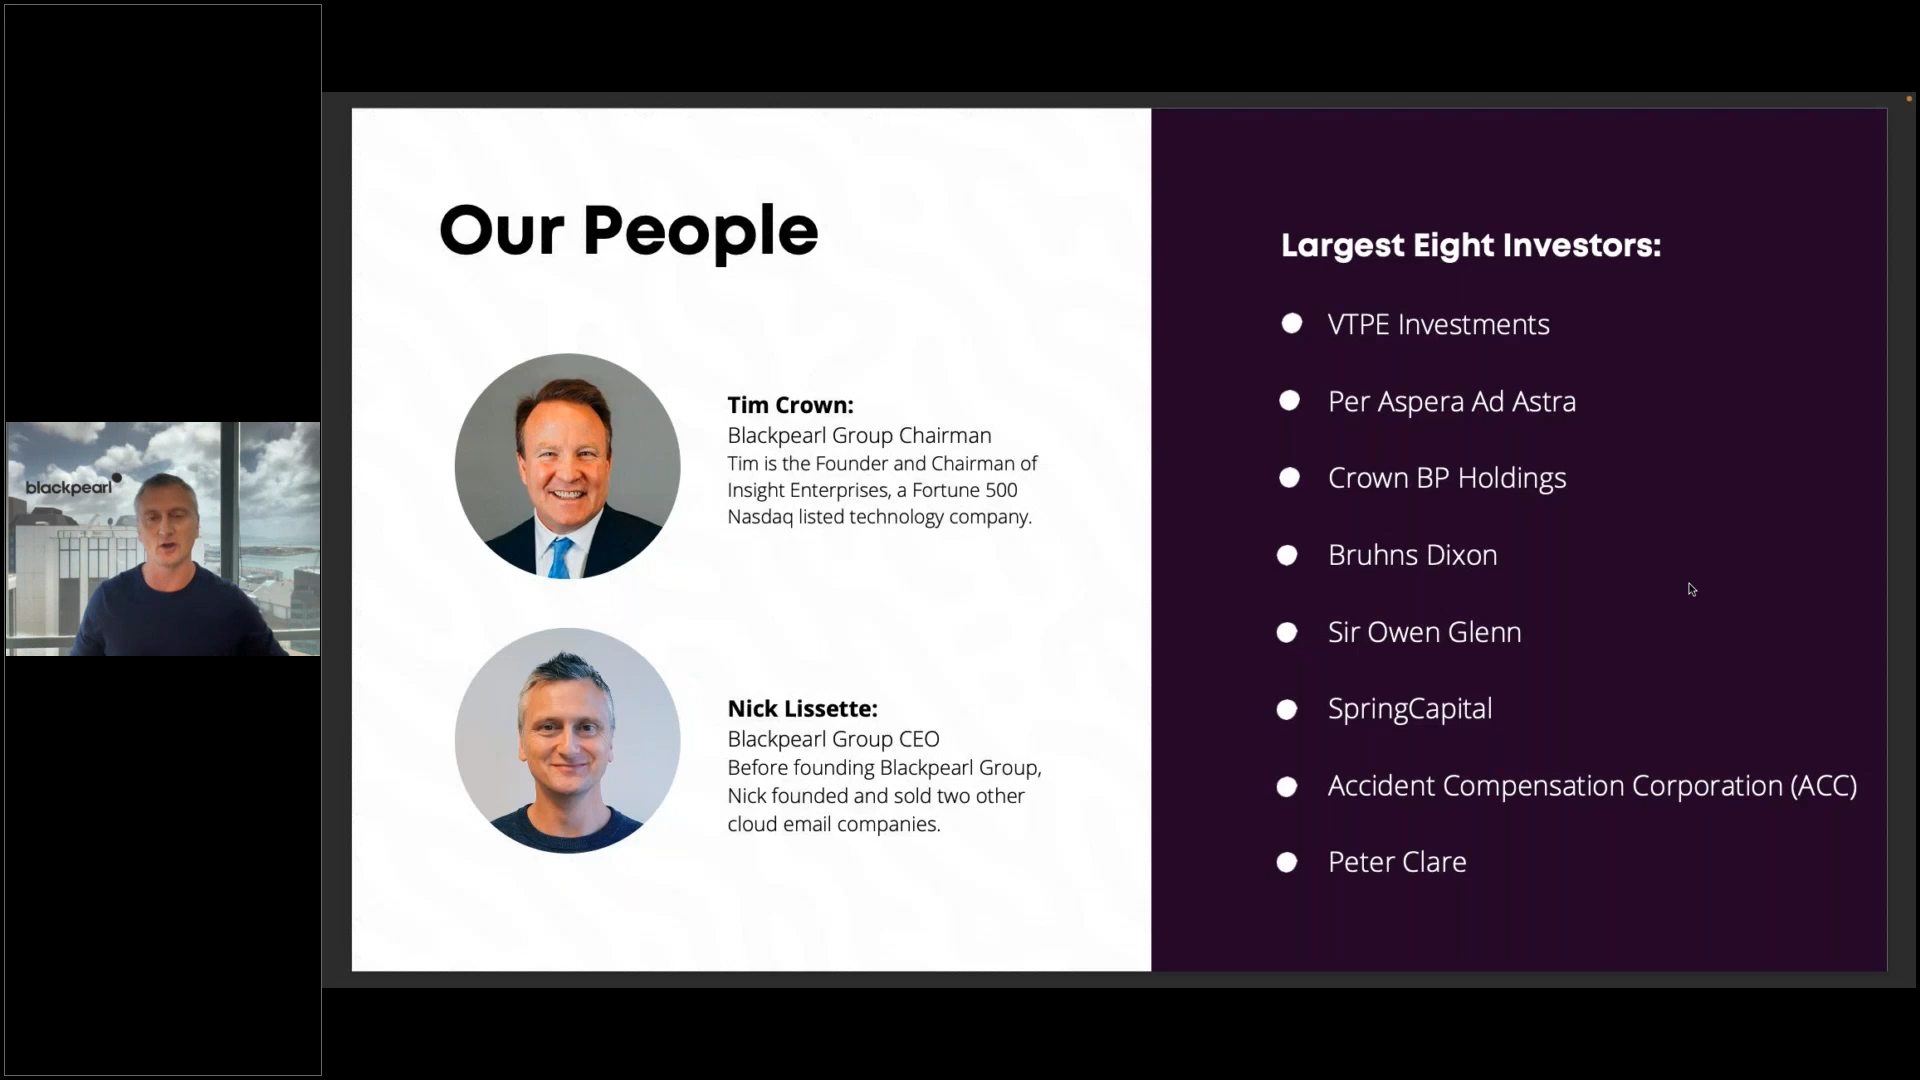 blackpearl
Our People
Tim Crown:
Blackpearl Group Chairman
Tim is the Founder and Chairman of
Insight Enterprises, a Fortune 500
Nasdaq listed technology company.
Nick Lissette:
Blackpearl Group CEO
Before founding Blackpearl Group,
Nick founded and sold two other
cloud email companies.
Largest Eight Investors:
VTPE Investments
Per Aspera Ad Astra
Crown BP Holdings
Bruhns Dixon
Sir Owen Glenn
SpringCapital
Accident Compensation Corporation (ACC)
Peter Clare